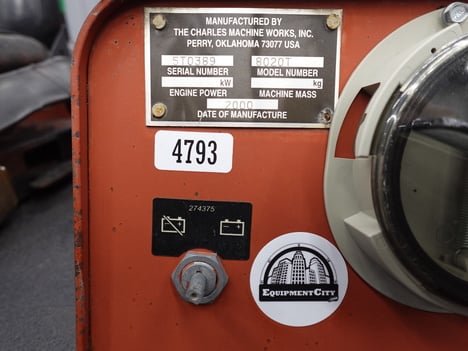 MANUFACTURED BY
THE CHARLES MACHINE WORKS, INC.
PERRY, OKLAHOMA 73077 USA
5T0389 8020T
SERIAL NUMBER MODEL NUMBER
kW kg
ENGINE POWER MACHINE MASS
2000
DATE OF MANUFACTURE
4793
274375
EQUIPMENTCITY